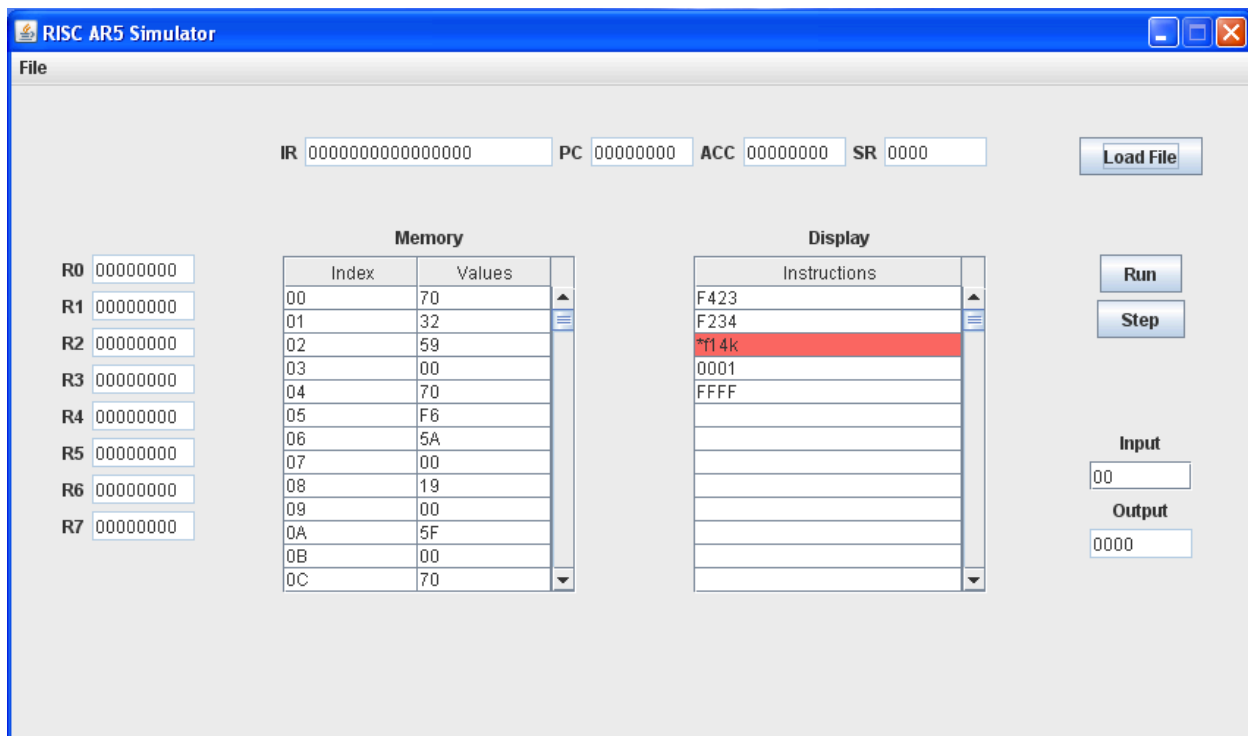 RISC AR5 Simulator
File
IR 0000000000000000 PC 00000000 ACC 00000000 SR 0000
Load File
Memory
Display
R0 00000000
R1 00000000
R2 00000000
R3 00000000
R4 00000000
R5 00000000
R6 00000000
R7 00000000
Index Values
00 70
01 32
02 59
03 00
04 70
05 F6
06 5A
07 00
08 19
09 00
0A 5F
0B 00
0C 70
Instructions
F423
F234
*f14k
0001
FFFF
Run
Step
Input
00
Output
0000